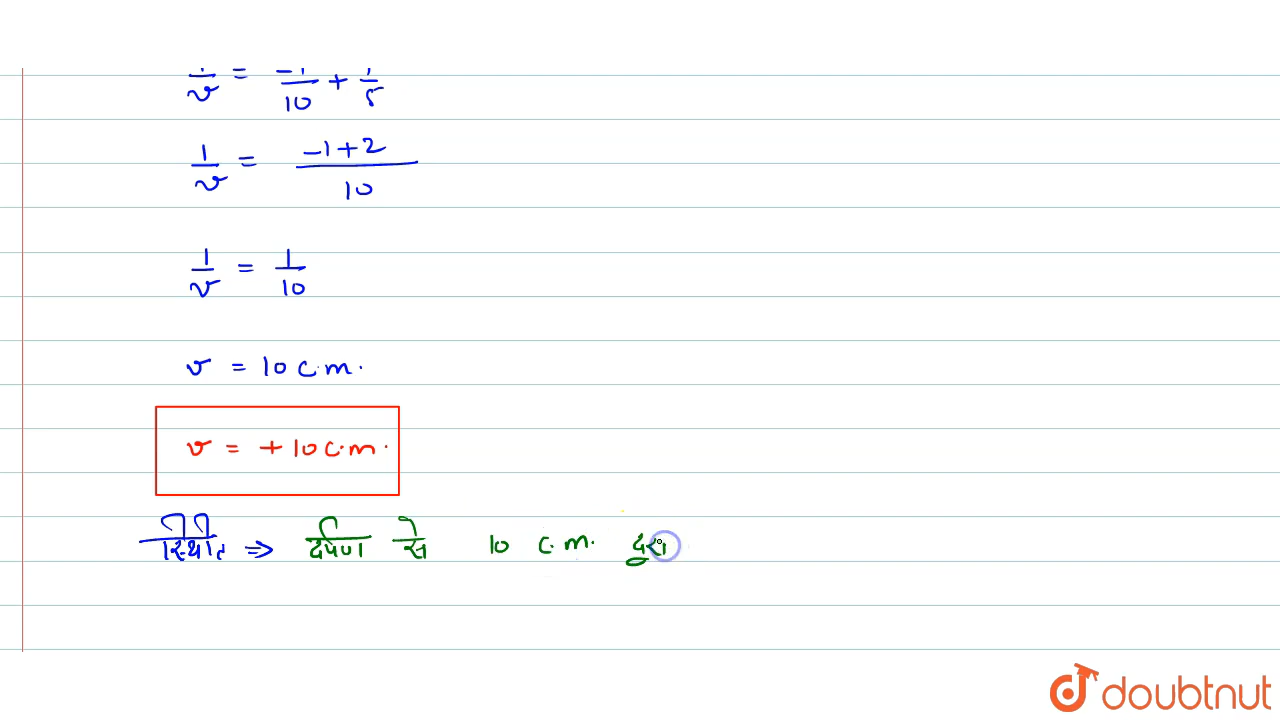 1/v = -1/10 + 1/5
1/v = -1+2/10
1/v = 1/10
v = 10 c.m.
v = + 10 c.m.
स्थिति ⇒ दर्पण से 10 c.m.
doubtnut